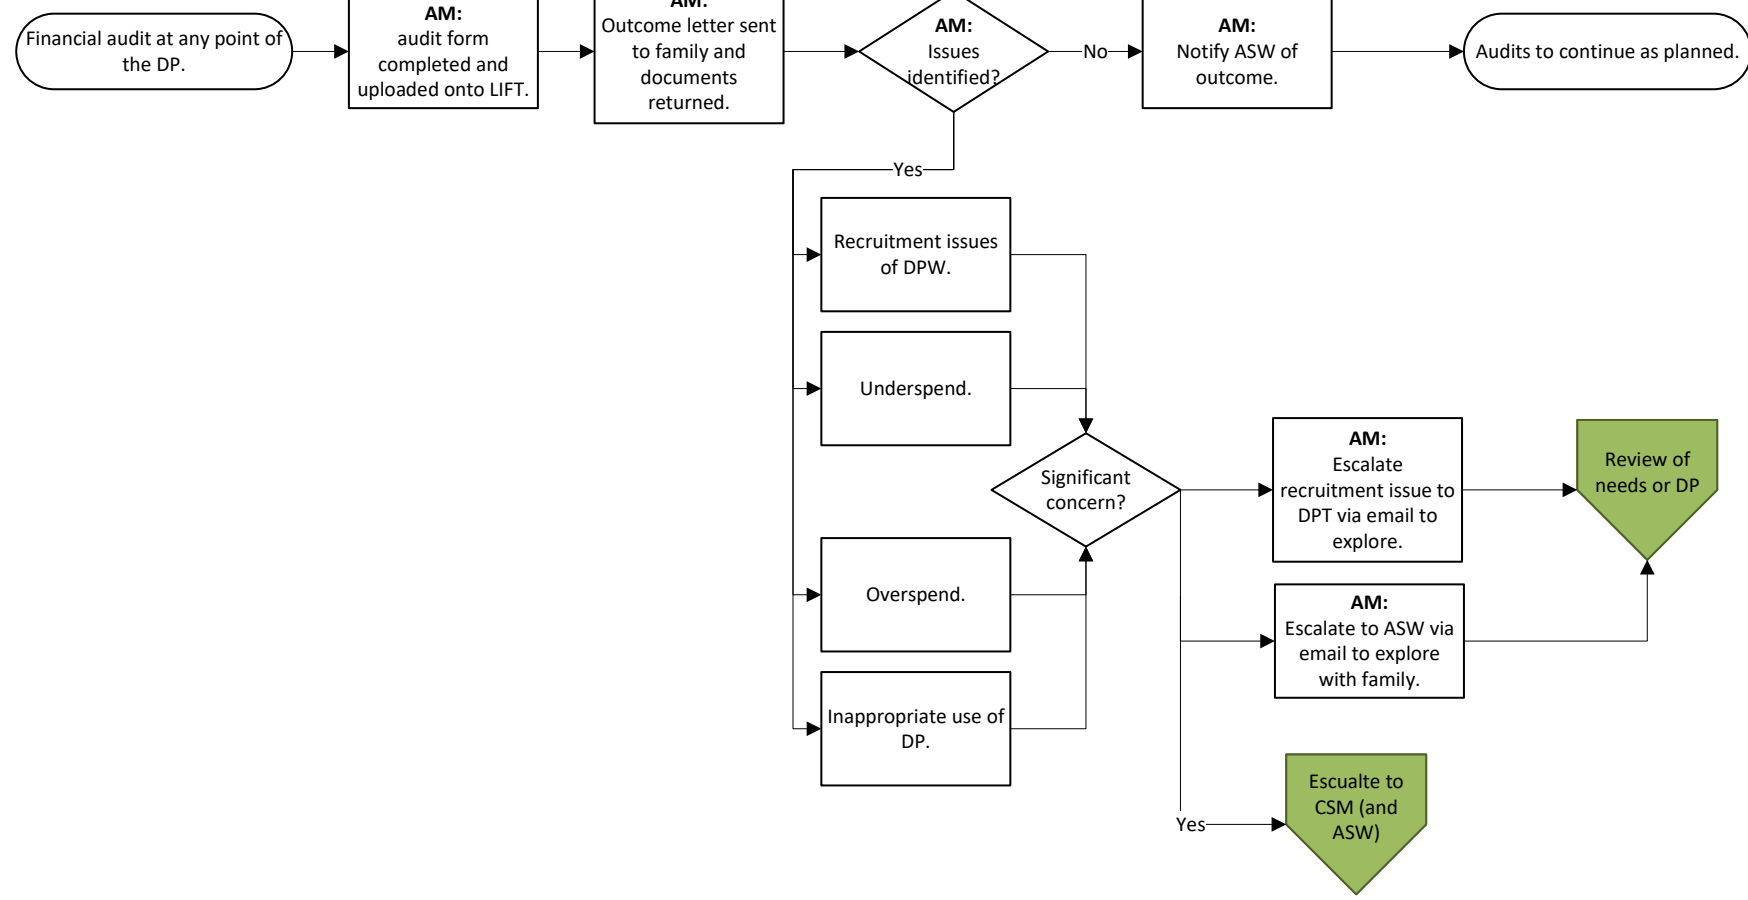 Financial audit at any point of
the DP.
AM:
audit form
completed and
uploaded onto LIFT.
AM:
Outcome letter sent
to family and
documents
returned.
AM:
Issues
identified?
No
AM:
Notify ASW of
outcome.
Audits to continue as planned.
Yes
Recruitment issues
of DPW.
Underspend.
Overspend.
Inappropriate use of
DP.
Significant
concern?
AM:
Escalate
recruitment issue to
DPT via email to
explore.
Review of
needs or DP
AM:
Escalate to ASW via
email to explore
with family.
Yes
Escualte to
CSM (and
ASW)